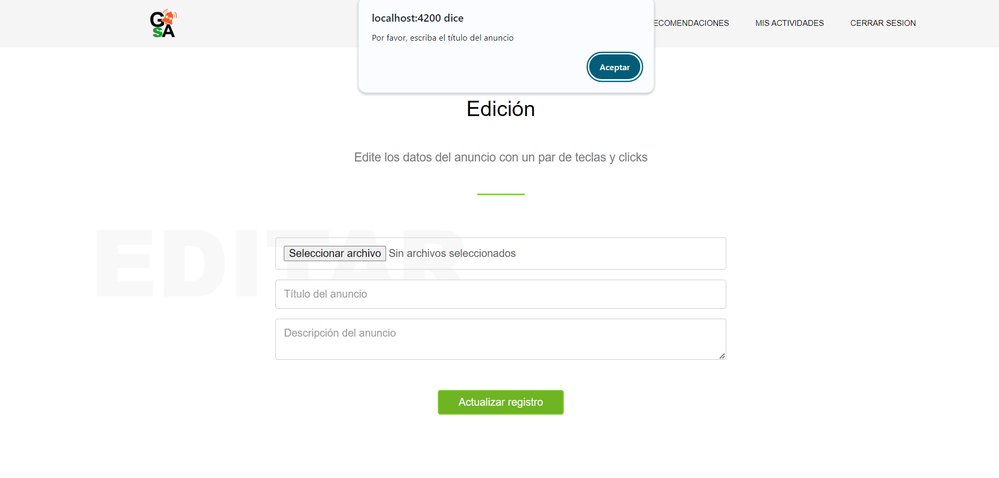 GSA
localhost:4200 dice
Por favor, escriba el título del anuncio
Aceptar
ECOMENDACIONES
MIS ACTIVIDADES
CERRAR SESION
Edición
Edite los datos del anuncio con un par de teclas y clicks
EDITAR
Seleccionar archivo Sin archivos seleccionados
Título del anuncio
Descripción del anuncio
Actualizar registro